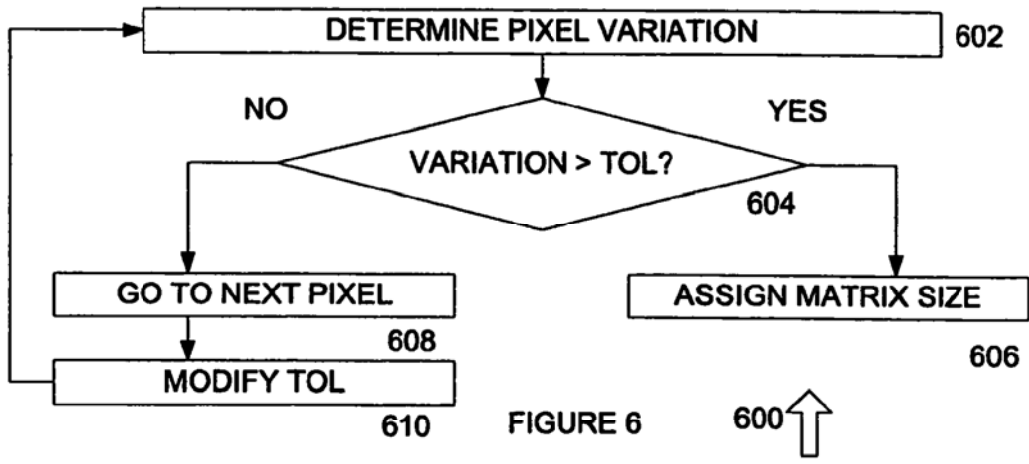 DETERMINE PIXEL VARIATION
602
NO
YES
VARIATION > TOL?
604
GO TO NEXT PIXEL
608
ASSIGN MATRIX SIZE
606
MODIFY TOL
610
FIGURE 6
600